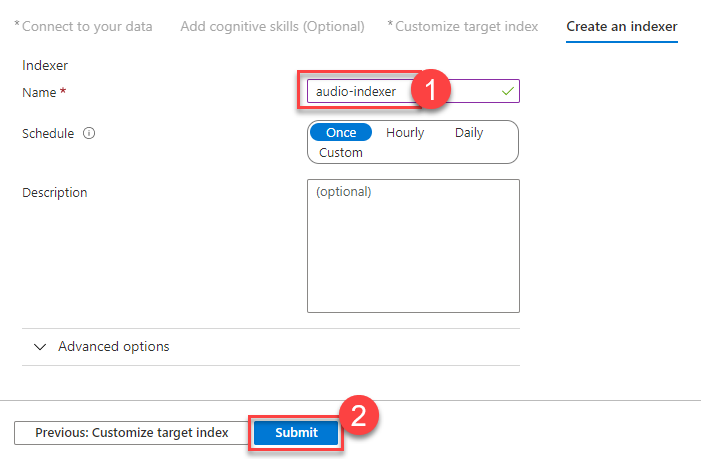 *Connect to your data Add cognitive skills (Optional) *Customize target index Create an indexer
Indexer
Name * audio-indexer 1
Schedule Once Hourly Daily
Custom
Description (optional)
Advanced options
2
Previous: Customize target index Submit